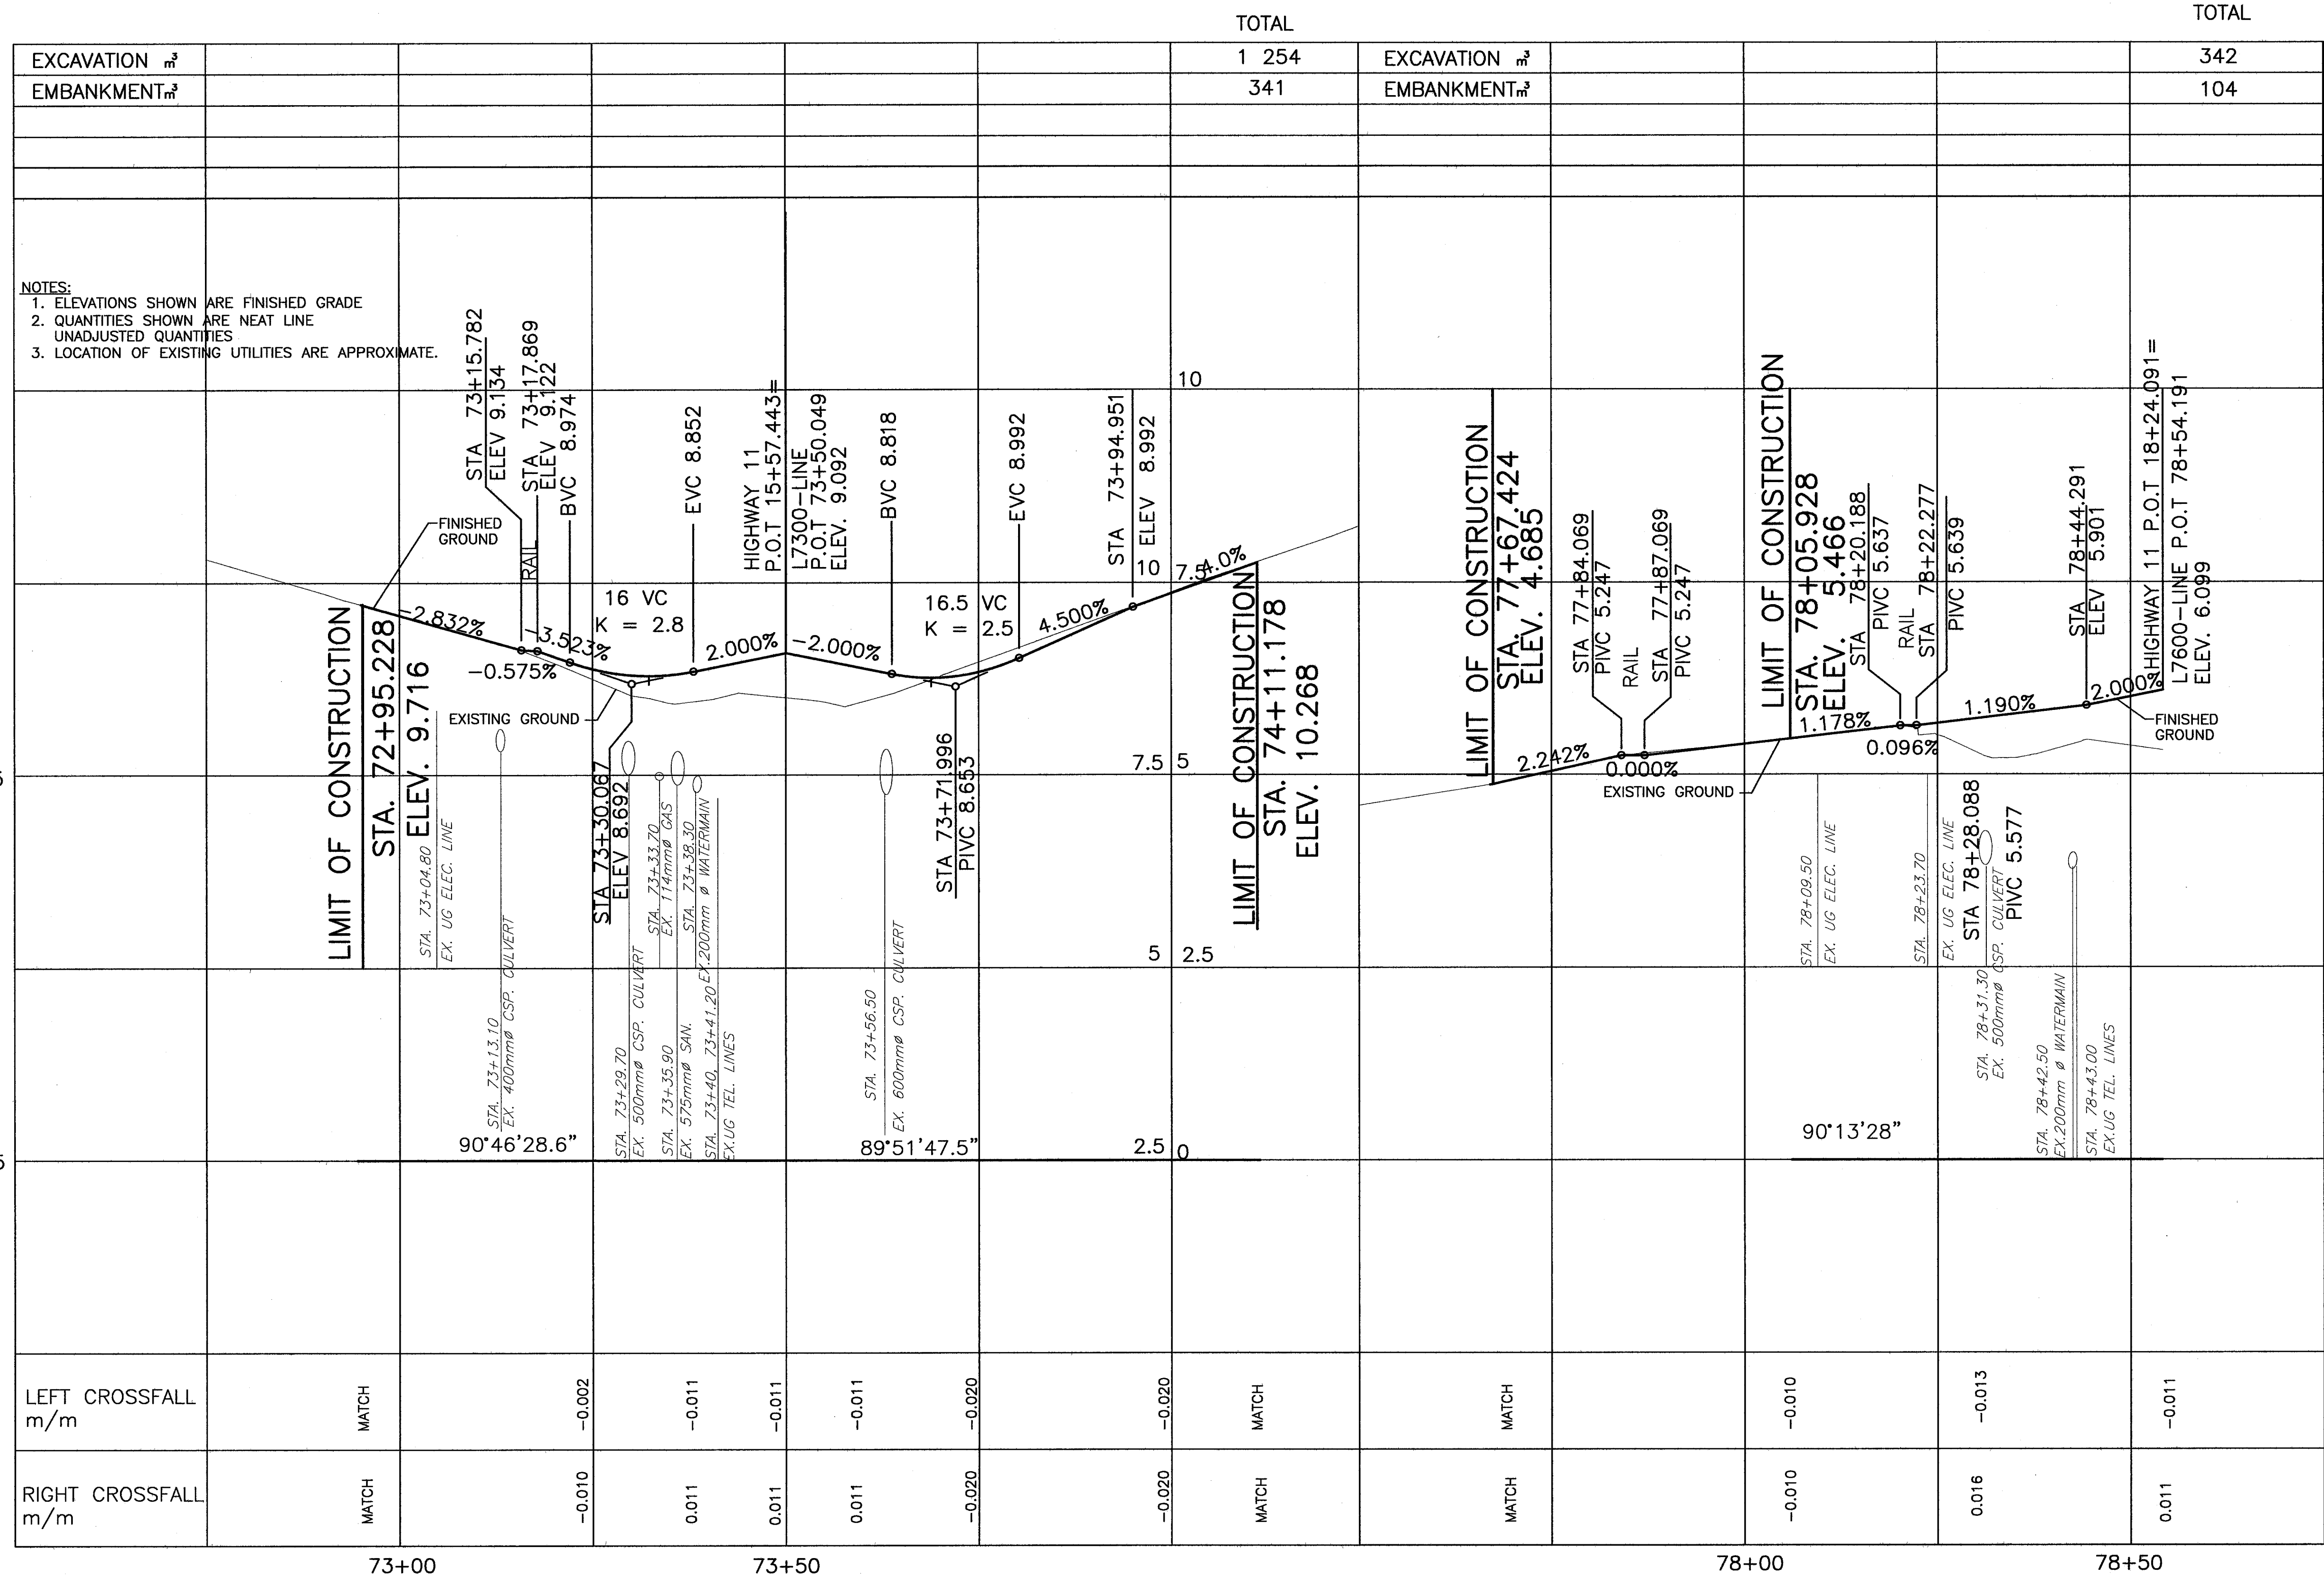 TOTAL
TOTAL
EXCAVATION m³
1 254
EXCAVATION m³
342
EMBANKMENT m³
341
EMBANKMENT m³
104
NOTES:
1. ELEVATIONS SHOWN ARE FINISHED GRADE
2. QUANTITIES SHOWN ARE NEAT LINE
UNADJUSTED QUANTITIES
3. LOCATION OF EXISTING UTILITIES ARE APPROXIMATE.
LIMIT OF CONSTRUCTION
STA. 72+95.228
ELEV. 9.716
FINISHED
GROUND
-2.832%
STA 73+15.782
ELEV 9.134
RAIL
STA 73+17.869
ELEV 9.122
BVC 8.974
-0.575%
-3.523%
EXISTING GROUND
16 VC
K = 2.8
STA 73+30.067
ELEV 8.692
EVC 8.852
2.000%
HIGHWAY 11
P.O.T 15+57.443=
L7300-LINE
P.O.T 73+50.049
ELEV. 9.092
-2.000%
BVC 8.818
16.5 VC
K = 2.5
STA 73+71.996
PIVC 8.653
EVC 8.992
4.500%
STA 73+94.951
ELEV 8.992
4.0%
LIMIT OF CONSTRUCTION
STA. 74+11.178
ELEV. 10.268
10
10
7.5
7.5
5
5
2.5
2.5
0
STA. 73+04.80
EX. UG ELEC. LINE
STA. 73+13.10
EX. 400mmø CSP. CULVERT
STA. 73+29.70
EX. 500mmø CSP. CULVERT
STA. 73+33.70
EX. 114mmø GAS
STA. 73+35.90
EX. 575mmø SAN.
STA. 73+38.30
EX.200mm ø WATERMAIN
STA. 73+40, 73+41.20
EX.UG TEL. LINES
STA. 73+56.50
EX. 600mmø CSP. CULVERT
90°46'28.6"
89°51'47.5"
LIMIT OF CONSTRUCTION
STA. 77+67.424
ELEV. 4.685
2.242%
STA 77+84.069
PIVC 5.247
RAIL
STA 77+87.069
PIVC 5.247
0.000%
EXISTING GROUND
LIMIT OF CONSTRUCTION
STA. 78+05.928
ELEV. 5.466
1.178%
STA 78+20.188
PIVC 5.637
RAIL
STA 78+22.277
PIVC 5.639
0.096%
1.190%
STA 78+28.088
PIVC 5.577
STA 78+44.291
ELEV 5.901
2.000%
HIGHWAY 11 P.O.T 18+24.091=
L7600-LINE P.O.T 78+54.191
ELEV. 6.099
FINISHED
GROUND
STA. 78+09.50
EX. UG ELEC. LINE
STA. 78+23.70
EX. UG ELEC. LINE
STA. 78+31.30
EX. 500mmø CSP. CULVERT
STA. 78+42.50
EX.200mm ø WATERMAIN
STA. 78+43.00
EX.UG TEL. LINES
90°13'28"
LEFT CROSSFALL
m/m
MATCH
-0.002
-0.011
-0.011
-0.011
-0.020
-0.020
MATCH
MATCH
-0.010
-0.013
-0.011
RIGHT CROSSFALL
m/m
MATCH
-0.010
0.011
0.011
0.011
-0.020
-0.020
MATCH
MATCH
-0.010
0.016
0.011
73+00
73+50
78+00
78+50